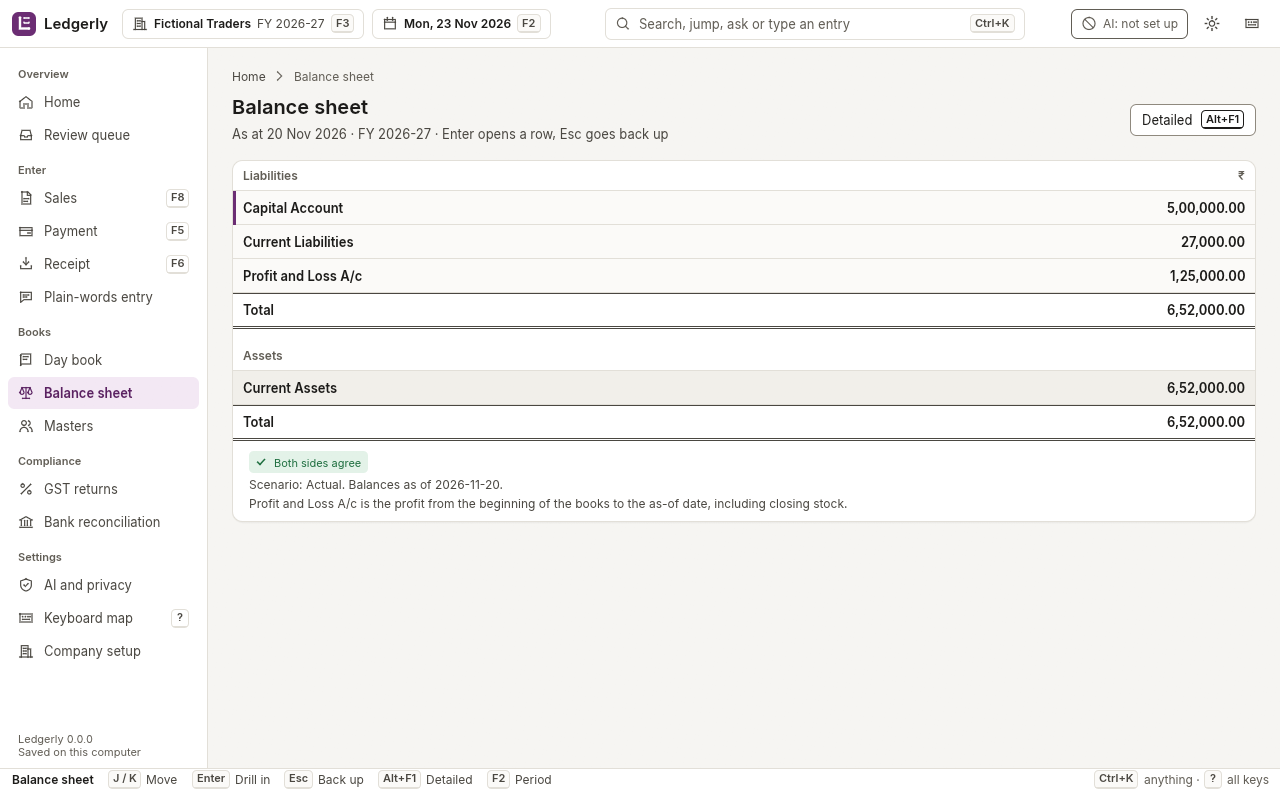 Ledgerly
Fictional Traders FY 2026-27 F3
Mon, 23 Nov 2026 F2
Search, jump, ask or type an entry Ctrl+K
AI: not set up
Overview
Home
Review queue
Enter
Sales F8
Payment F5
Receipt F6
Plain-words entry
Books
Day book
Balance sheet
Masters
Compliance
GST returns
Bank reconciliation
Settings
AI and privacy
Keyboard map ?
Company setup
Ledgerly 0.0.0
Saved on this computer
Home Balance sheet
Balance sheet
As at 20 Nov 2026 · FY 2026-27 · Enter opens a row, Esc goes back up
Detailed Alt+F1
Liabilities ₹
Capital Account 5,00,000.00
Current Liabilities 27,000.00
Profit and Loss A/c 1,25,000.00
Total 6,52,000.00
Assets
Current Assets 6,52,000.00
Total 6,52,000.00
Both sides agree
Scenario: Actual. Balances as of 2026-11-20.
Profit and Loss A/c is the profit from the beginning of the books to the as-of date, including closing stock.
Balance sheet J / K Move Enter Drill in Esc Back up Alt+F1 Detailed F2 Period Ctrl+K anything · ? all keys